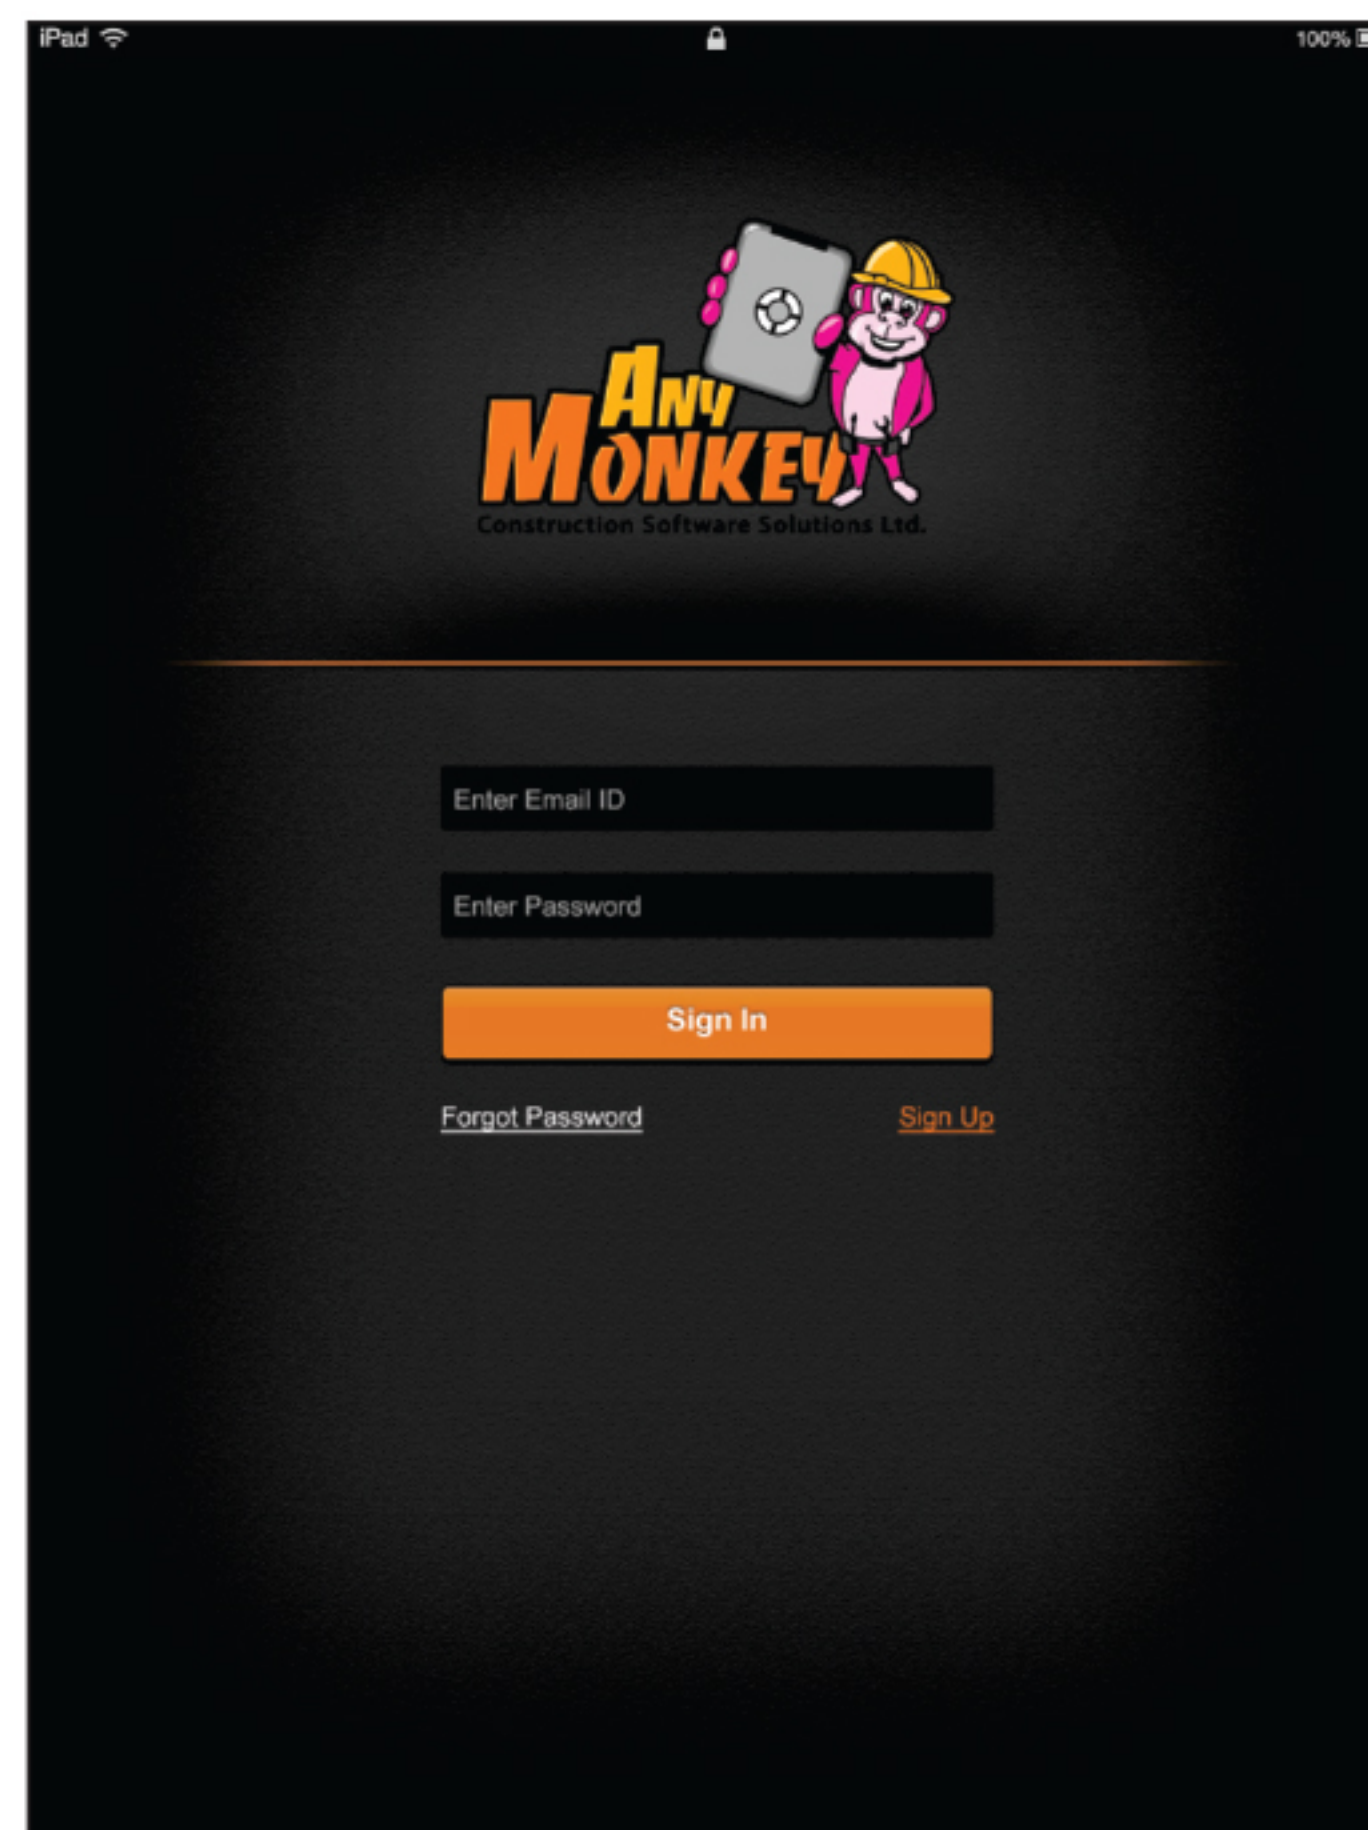 iPad
100%
ANY
MONKEY
Construction Software Solutions Ltd.
Enter Email ID
Enter Password
Sign In
Forgot Password
Sign Up